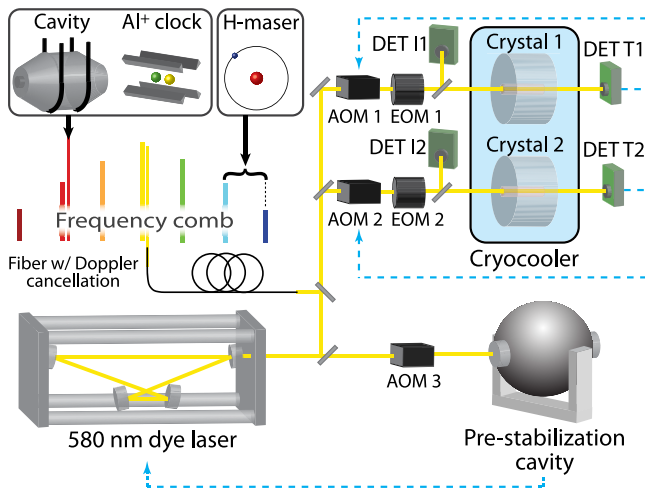 Cavity
Al+ clock
H-maser
DET I1
Crystal 1
DET T1
AOM 1
EOM 1
DET I2
Crystal 2
DET T2
AOM 2
EOM 2
Cryocooler
Frequency comb
Fiber w/ Doppler
cancellation
AOM 3
580 nm dye laser
Pre-stabilization
cavity